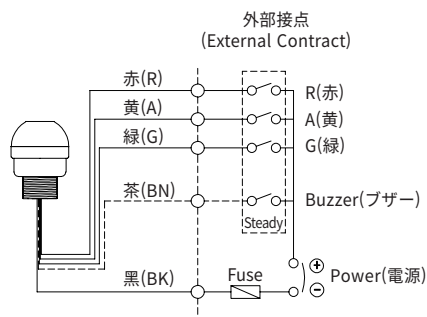 外部接点
(External Contract)
赤(R)
R(赤)
黄(A)
A(黄)
緑(G)
G(緑)
茶(BN)
Buzzer(ブザー)
Steady
黒(BK)
Fuse
⊕
Power(電源)
⊖